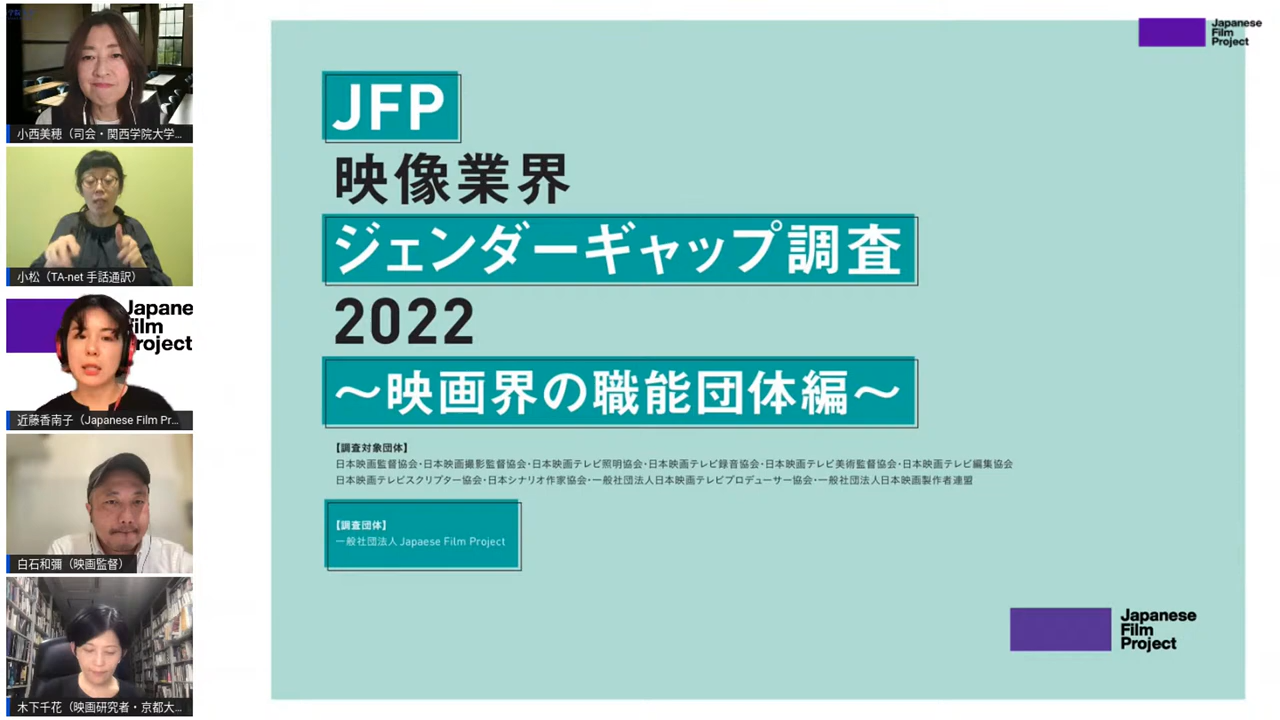 小西美穂（司会・関西学院大学...
小松（TA-net 手話通訳）
Japane
Film
roject
近藤香南子（Japanese Film Pr...
白石和彌（映画監督）
木下千花（映画研究者・京都大...
Japanese
Film
Project
JFP
映像業界
ジェンダーギャップ調査
2022
〜映画界の職能団体編〜
【調査対象団体】
日本映画監督協会・日本映画撮影監督協会・日本映画テレビ照明協会・日本映画テレビ録音協会・日本映画テレビ美術監督協会・日本映画テレビ編集協会
日本映画テレビスクリプター協会・日本シナリオ作家協会・一般社団法人日本映画テレビプロデューサー協会・一般社団法人日本映画製作者連盟
【調査団体】
一般社団法人 Japaese Film Project
Japanese
Film
Project